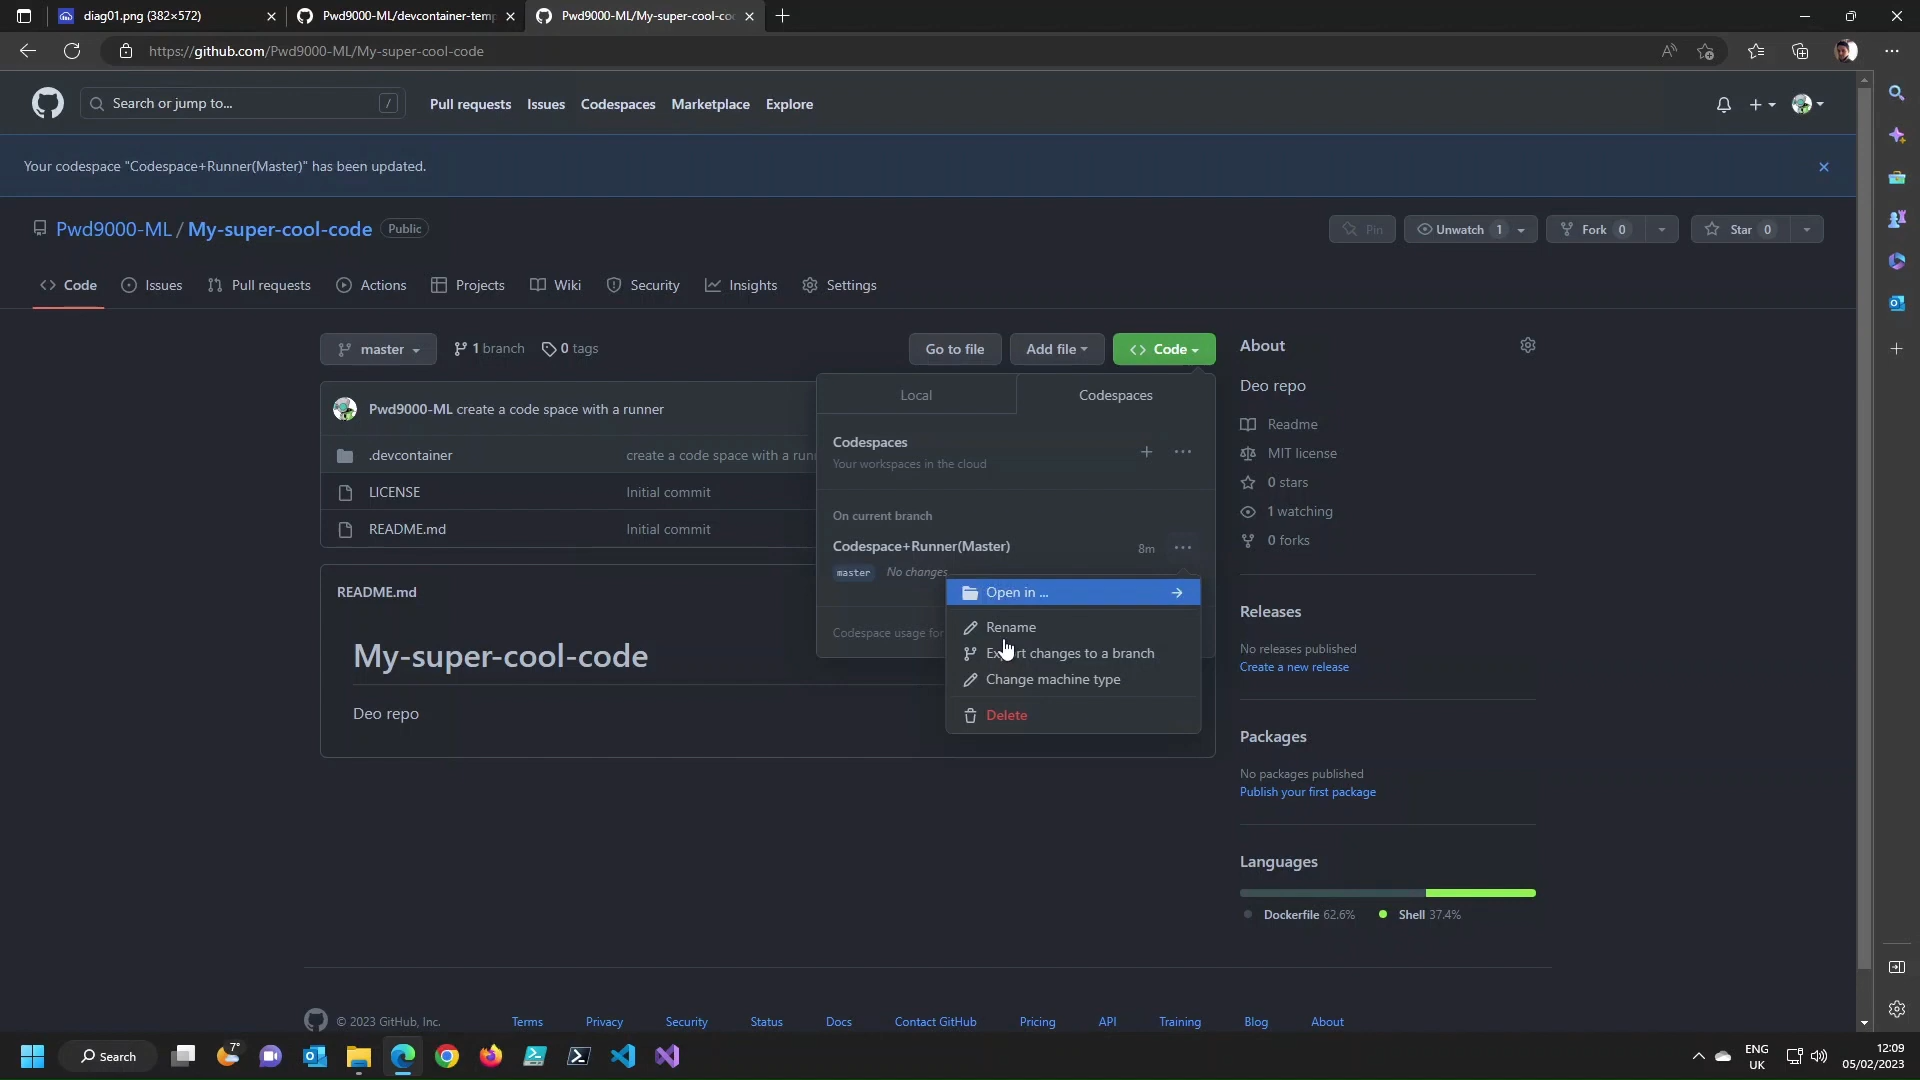 diag01.png (382×572)
Pwd9000-ML/devcontainer-temp
Pwd9000-ML/My-super-cool-co
https://github.com/Pwd9000-ML/My-super-cool-code
Search or jump to...
/
Pull requests
Issues
Codespaces
Marketplace
Explore
Your codespace "Codespace+Runner(Master)" has been updated.
Pwd9000-ML / My-super-cool-code
Public
Pin
Unwatch 1
Fork 0
Star 0
Code
Issues
Pull requests
Actions
Projects
Wiki
Security
Insights
Settings
master
1 branch
0 tags
Go to file
Add file
Code
About
Deo repo
Readme
MIT license
0 stars
1 watching
0 forks
Pwd9000-ML create a code space with a runner
.devcontainer
create a code space with a run
LICENSE
Initial commit
README.md
Initial commit
Local
Codespaces
Codespaces
Your workspaces in the cloud
On current branch
Codespace+Runner(Master)
8m
master
No changes
Codespace usage for
Open in ...
Rename
changes to a branch
Change machine type
Delete
README.md
My-super-cool-code
Deo repo
Releases
No releases published
Create a new release
Packages
No packages published
Publish your first package
Languages
Dockerfile 62.6%
Shell 37.4%
© 2023 GitHub, Inc.
Terms
Privacy
Security
Status
Docs
Contact GitHub
Pricing
API
Training
Blog
About
Search
7°
ENG
UK
12:09
05/02/2023